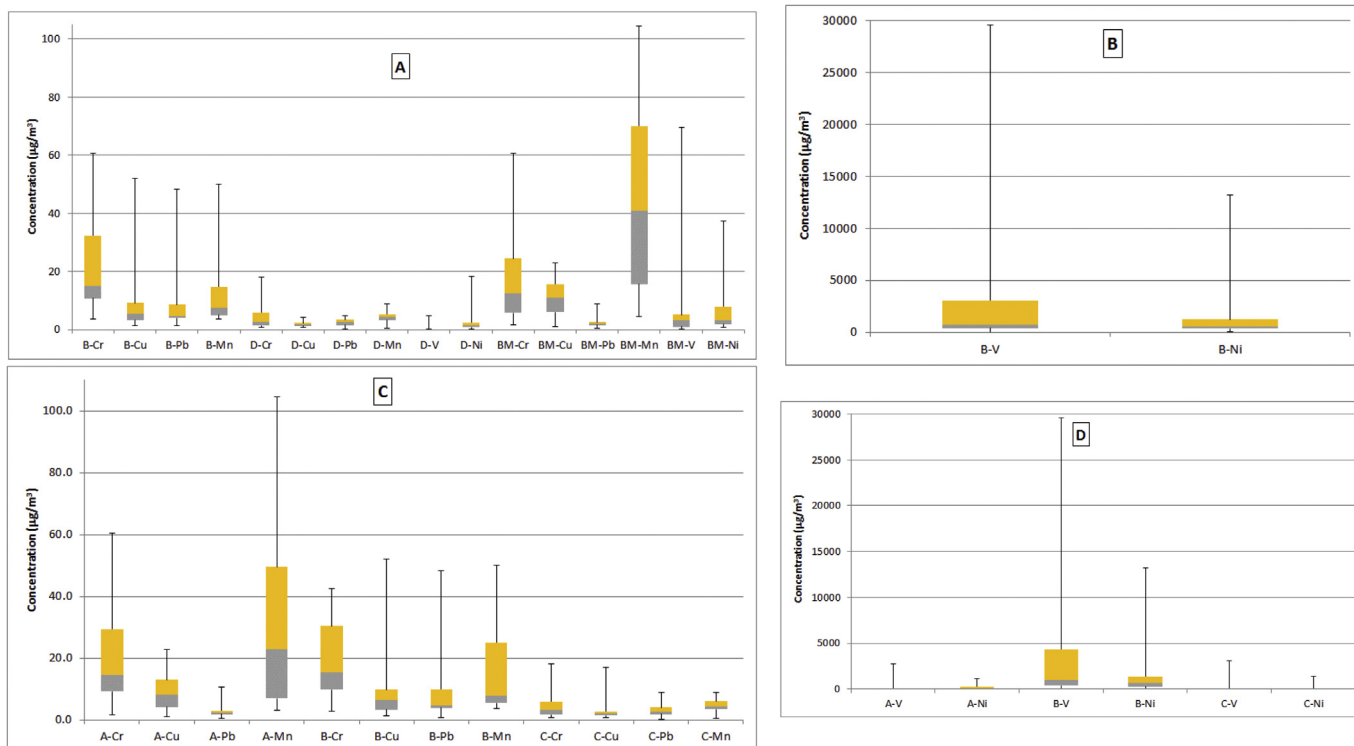 A
Concentration (µg/m³)
100
80
60
40
20
0
B-Cr B-Cu B-Pb B-Mn D-Cr D-Cu D-Pb D-Mn D-V D-Ni BM-Cr BM-Cu BM-Pb BM-Mn BM-V BM-Ni
B
Concentration (µg/m³)
30000
25000
20000
15000
10000
5000
0
B-V B-Ni
C
Concentration (µg/m³)
100.0
80.0
60.0
40.0
20.0
0.0
A-Cr A-Cu A-Pb A-Mn B-Cr B-Cu B-Pb B-Mn C-Cr C-Cu C-Pb C-Mn
D
Concentration (µg/m³)
30000
25000
20000
15000
10000
5000
0
A-V A-Ni B-V B-Ni C-V C-Ni